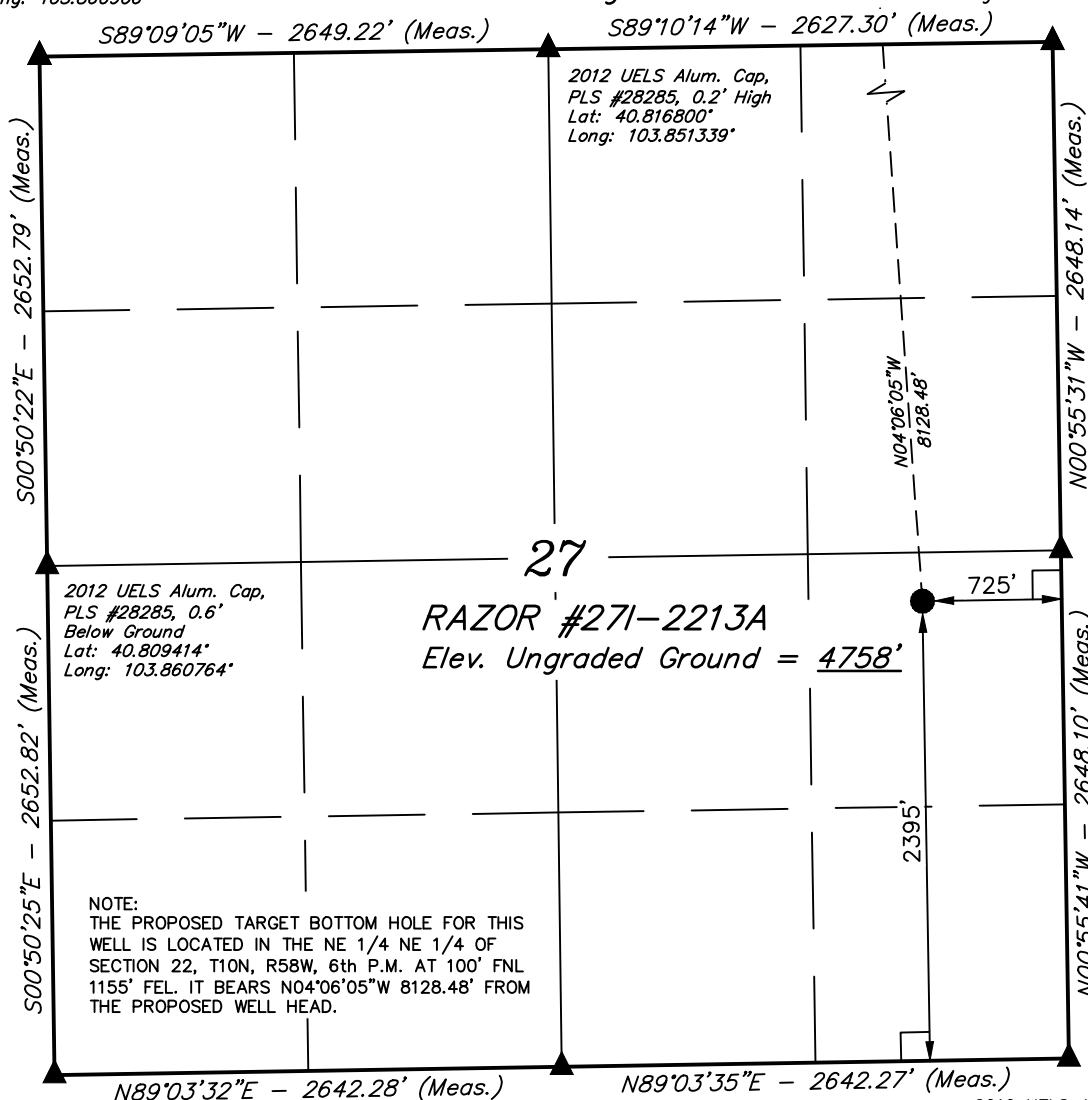 S89°09'05"W - 2649.22' (Meas.)
S89°10'14"W - 2627.30' (Meas.)
2012 UELS Alum. Cap,
PLS #28285, 0.2' High
Lat: 40.816800°
Long: 103.851339°
S00°50'22"E - 2652.79' (Meas.)
N00°55'31"W - 2648.14' (Meas.)
N04°06'05"W
8128.48'
27
725'
2012 UELS Alum. Cap,
PLS #28285, 0.6'
Below Ground
Lat: 40.809414°
Long: 103.860764°
RAZOR #27I-2213A
Elev. Ungraded Ground = 4758'
S00°50'25"E - 2652.82' (Meas.)
N00°55'41"W - 2648.10' (Meas.)
2395'
NOTE:
THE PROPOSED TARGET BOTTOM HOLE FOR THIS
WELL IS LOCATED IN THE NE 1/4 NE 1/4 OF
SECTION 22, T10N, R58W, 6th P.M. AT 100' FNL
1155' FEL. IT BEARS N04°06'05"W 8128.48' FROM
THE PROPOSED WELL HEAD.
N89°03'32"E - 2642.28' (Meas.)
N89°03'35"E - 2642.27' (Meas.)